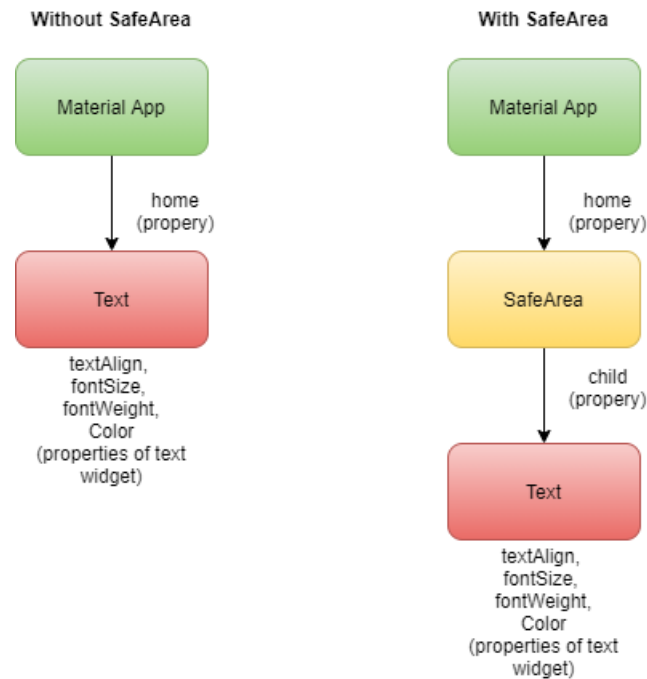 Without SafeArea
Material App
home
(propery)
Text
textAlign,
fontSize,
fontWeight,
Color
(properties of text
widget)
With SafeArea
Material App
home
(propery)
SafeArea
child
(propery)
Text
textAlign,
fontSize,
fontWeight,
Color
(properties of text
widget)